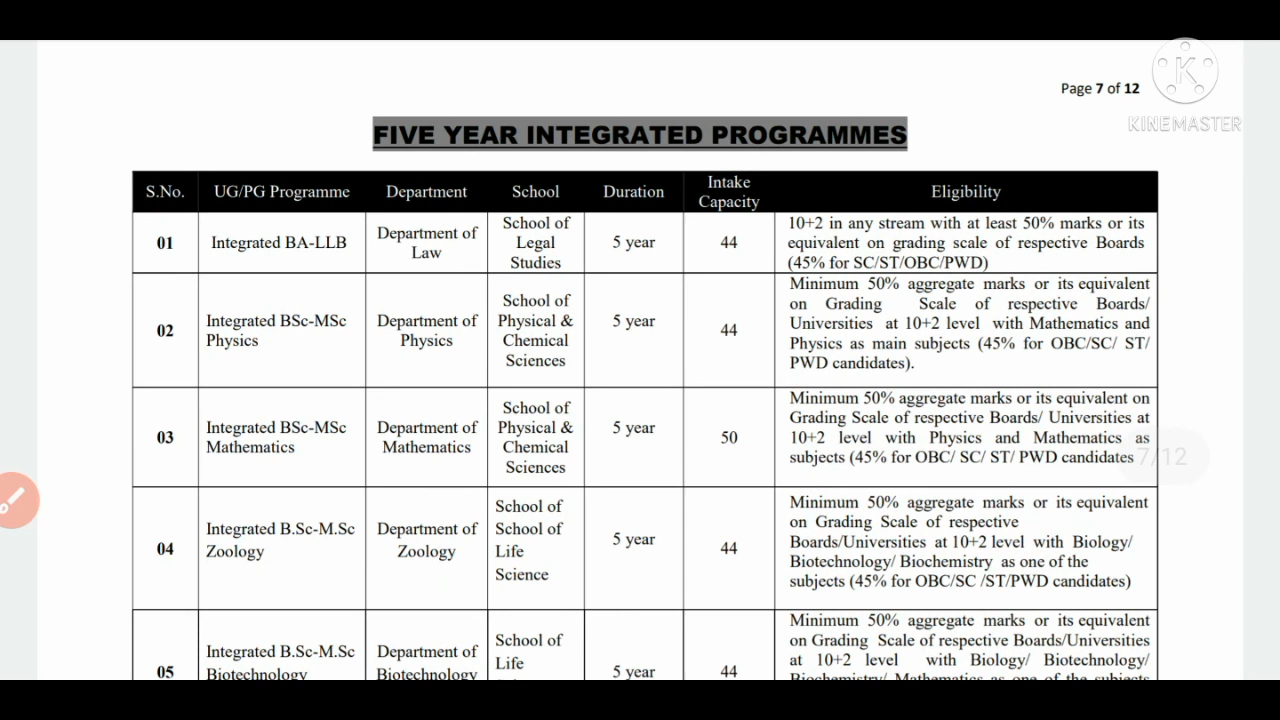 Page 7 of 12
K
KINEMASTER
FIVE YEAR INTEGRATED PROGRAMMES
S.No. UG/PG Programme Department School Duration Intake Capacity Eligibility
01 Integrated BA-LLB Department of Law School of Legal Studies 5 year 44
10+2 in any stream with at least 50% marks or its
equivalent on grading scale of respective Boards
(45% for SC/ST/OBC/PWD)
02 Integrated BSc-MSc Physics Department of Physics School of Physical & Chemical Sciences 5 year 44
Minimum 50% aggregate marks or its equivalent
on Grading Scale of respective Boards/
Universities at 10+2 level with Mathematics and
Physics as main subjects (45% for OBC/SC/ ST/
PWD candidates).
03 Integrated BSc-MSc Mathematics Department of Mathematics School of Physical & Chemical Sciences 5 year 50
Minimum 50% aggregate marks or its equivalent on
Grading Scale of respective Boards/ Universities at
10+2 level with Physics and Mathematics as
subjects (45% for OBC/ SC/ ST/ PWD candidates
7/12
04 Integrated B.Sc-M.Sc Zoology Department of Zoology School of School of Life Science 5 year 44
Minimum 50% aggregate marks or its equivalent
on Grading Scale of respective
Boards/Universities at 10+2 level with Biology/
Biotechnology/ Biochemistry as one of the
subjects (45% for OBC/SC /ST/PWD candidates)
05 Integrated B.Sc-M.Sc Biotechnology Department of Biotechnology School of Life 5 year 44
Minimum 50% aggregate marks or its equivalent
on Grading Scale of respective Boards/Universities
at 10+2 level with Biology/ Biotechnology/
Biochemistry/ Mathematics as one of the subjects